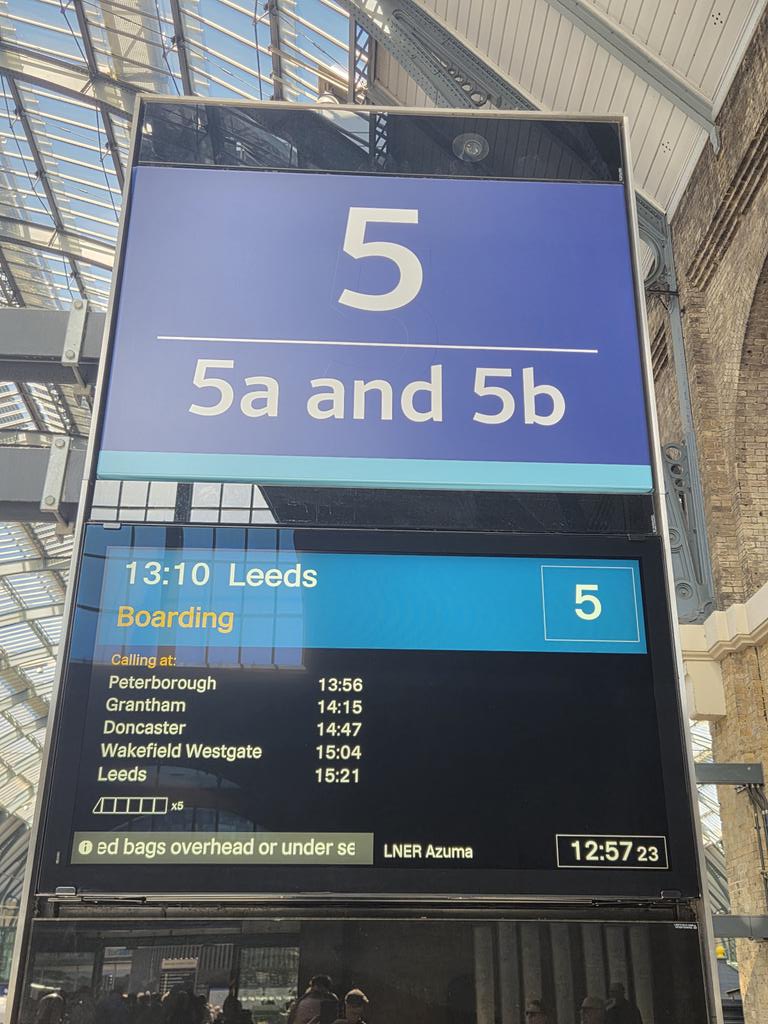 5
5a and 5b
13:10 Leeds
5
Boarding
Calling at:
Peterborough 13:56
Grantham 14:15
Doncaster 14:47
Wakefield Westgate 15:04
Leeds 15:21
x5
ed bags overhead or under se
LNER Azuma
12:57 23